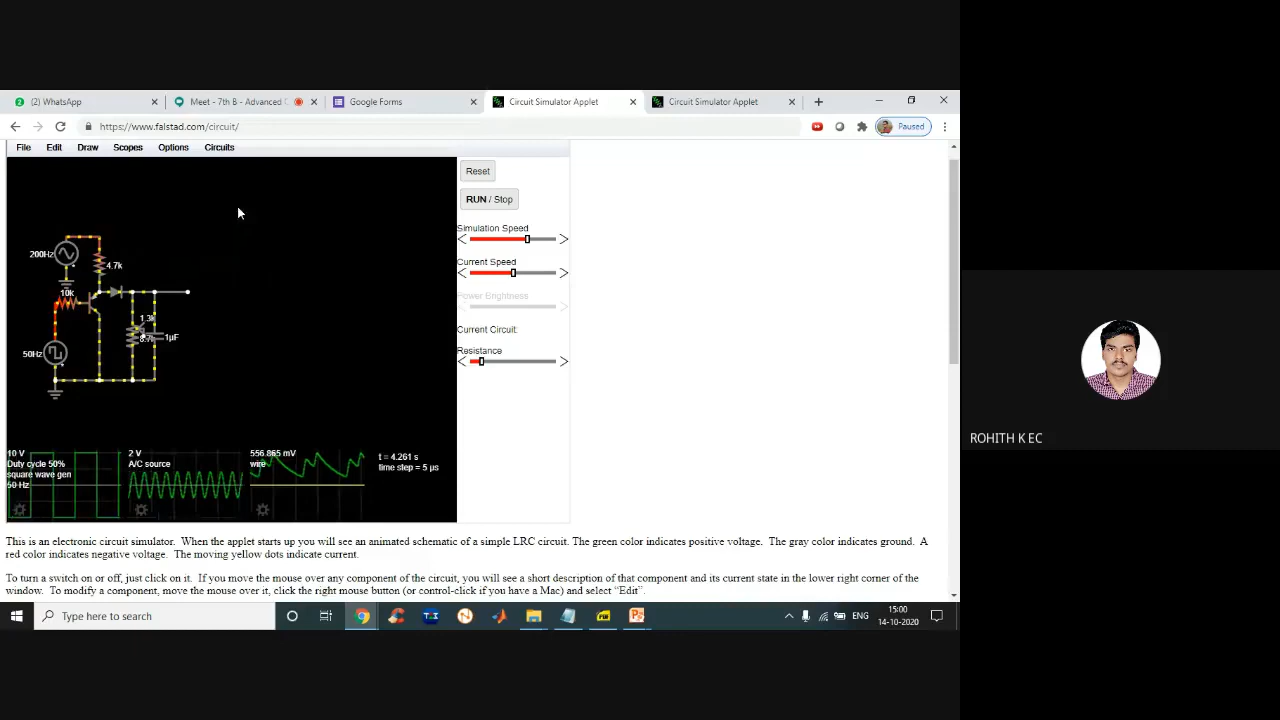 (2) WhatsApp
Meet - 7th B - Advanced
Google Forms
Circuit Simulator Applet
Circuit Simulator Applet
https://www.falstad.com/circuit/
Paused
File Edit Draw Scopes Options Circuits
Reset
RUN / Stop
Simulation Speed
Current Speed
Power Brightness
Current Circuit:
Resistance
200Hz
4.7k
10k
1.3k
1µF
50Hz
10 V
Duty cycle 50%
square wave gen
50 Hz
2 V
A/C source
556.865 mV
wire
t = 4.261 s
time step = 5 µs
This is an electronic circuit simulator. When the applet starts up you will see an animated schematic of a simple LRC circuit. The green color indicates positive voltage. The gray color indicates ground. A
red color indicates negative voltage. The moving yellow dots indicate current.
To turn a switch on or off, just click on it. If you move the mouse over any component of the circuit, you will see a short description of that component and its current state in the lower right corner of the
window. To modify a component, move the mouse over it, click the right mouse button (or control-click if you have a Mac) and select “Edit”.
Type here to search
ENG
15:00
14-10-2020
ROHITH K EC